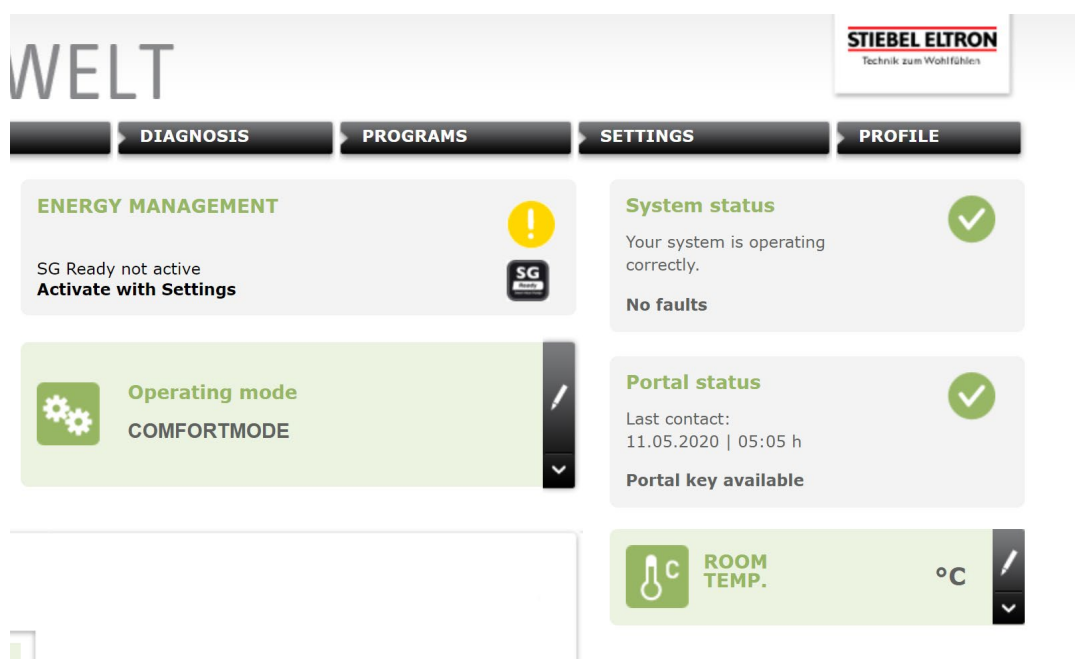 WELT
STIEBEL ELTRON
Technik zum Wohlfühlen
DIAGNOSIS
PROGRAMS
SETTINGS
PROFILE
ENERGY MANAGEMENT
SG Ready not active
Activate with Settings
SG
Ready
System status
Your system is operating
correctly.
No faults
Operating mode
COMFORTMODE
Portal status
Last contact:
11.05.2020 | 05:05 h
Portal key available
C
ROOM
TEMP.
°C